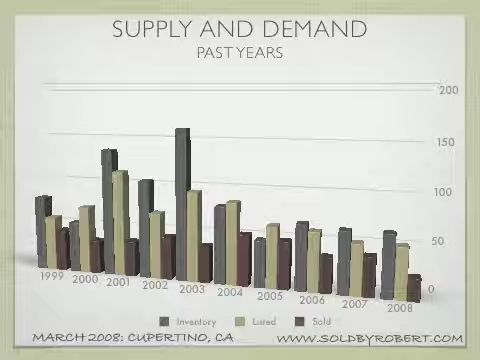 SUPPLY AND DEMAND
PAST YEARS
200
150
100
50
0
1999 2000 2001 2002 2003 2004 2005 2006 2007 2008
Inventory Listed Sold
MARCH 2008: CUPERTINO, CA WWW.SOLDBYROBERT.COM